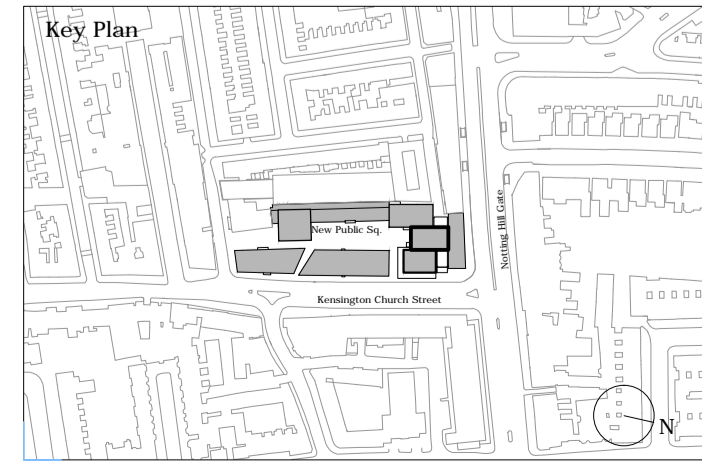 Key Plan
Notting Hill Gate
New Public Sq.
Kensington Church Street
N